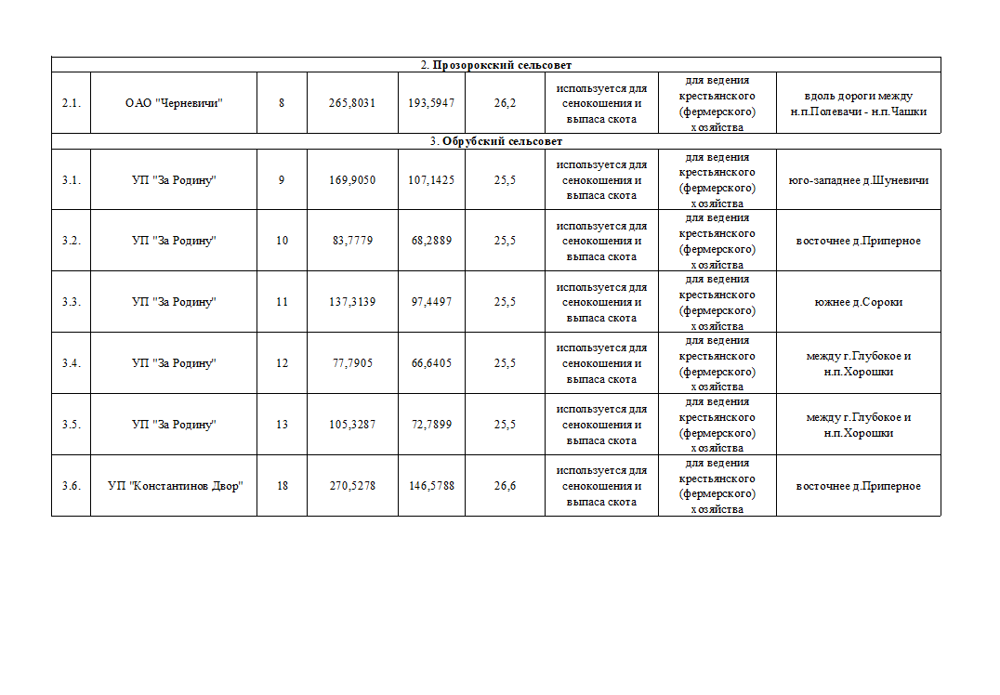 2. Прозорокский сельсовет
2.1. ОАО "Черневичи" 8 265,8031 193,5947 26,2 используется для сенокошения и выпаса скота для ведения крестьянского (фермерского) хозяйства вдоль дороги между н.п.Полевачи - н.п.Чашки
3. Обрубский сельсовет
3.1. УП "За Родину" 9 169,9050 107,1425 25,5 используется для сенокошения и выпаса скота для ведения крестьянского (фермерского) хозяйства юго-западнее д.Шуневичи
3.2. УП "За Родину" 10 83,7779 68,2889 25,5 используется для сенокошения и выпаса скота для ведения крестьянского (фермерского) хозяйства восточнее д.Приперное
3.3. УП "За Родину" 11 137,3139 97,4497 25,5 используется для сенокошения и выпаса скота для ведения крестьянского (фермерского) хозяйства южнее д.Сороки
3.4. УП "За Родину" 12 77,7905 66,6405 25,5 используется для сенокошения и выпаса скота для ведения крестьянского (фермерского) хозяйства между г.Глубокое и н.п.Хорошки
3.5. УП "За Родину" 13 105,3287 72,7899 25,5 используется для сенокошения и выпаса скота для ведения крестьянского (фермерского) хозяйства между г.Глубокое и н.п.Хорошки
3.6. УП "Константинов Двор" 18 270,5278 146,5788 26,6 используется для сенокошения и выпаса скота для ведения крестьянского (фермерского) хозяйства восточнее д.Приперное